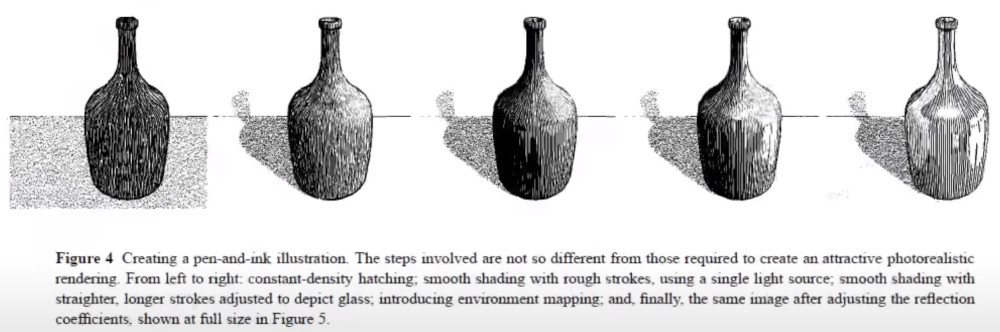 Figure 4 Creating a pen-and-ink illustration. The steps involved are not so different from those required to create an attractive photorealistic
rendering. From left to right: constant-density hatching; smooth shading with rough strokes, using a single light source; smooth shading with
straighter, longer strokes adjusted to depict glass; introducing environment mapping; and, finally, the same image after adjusting the reflection
coefficients, shown at full size in Figure 5.